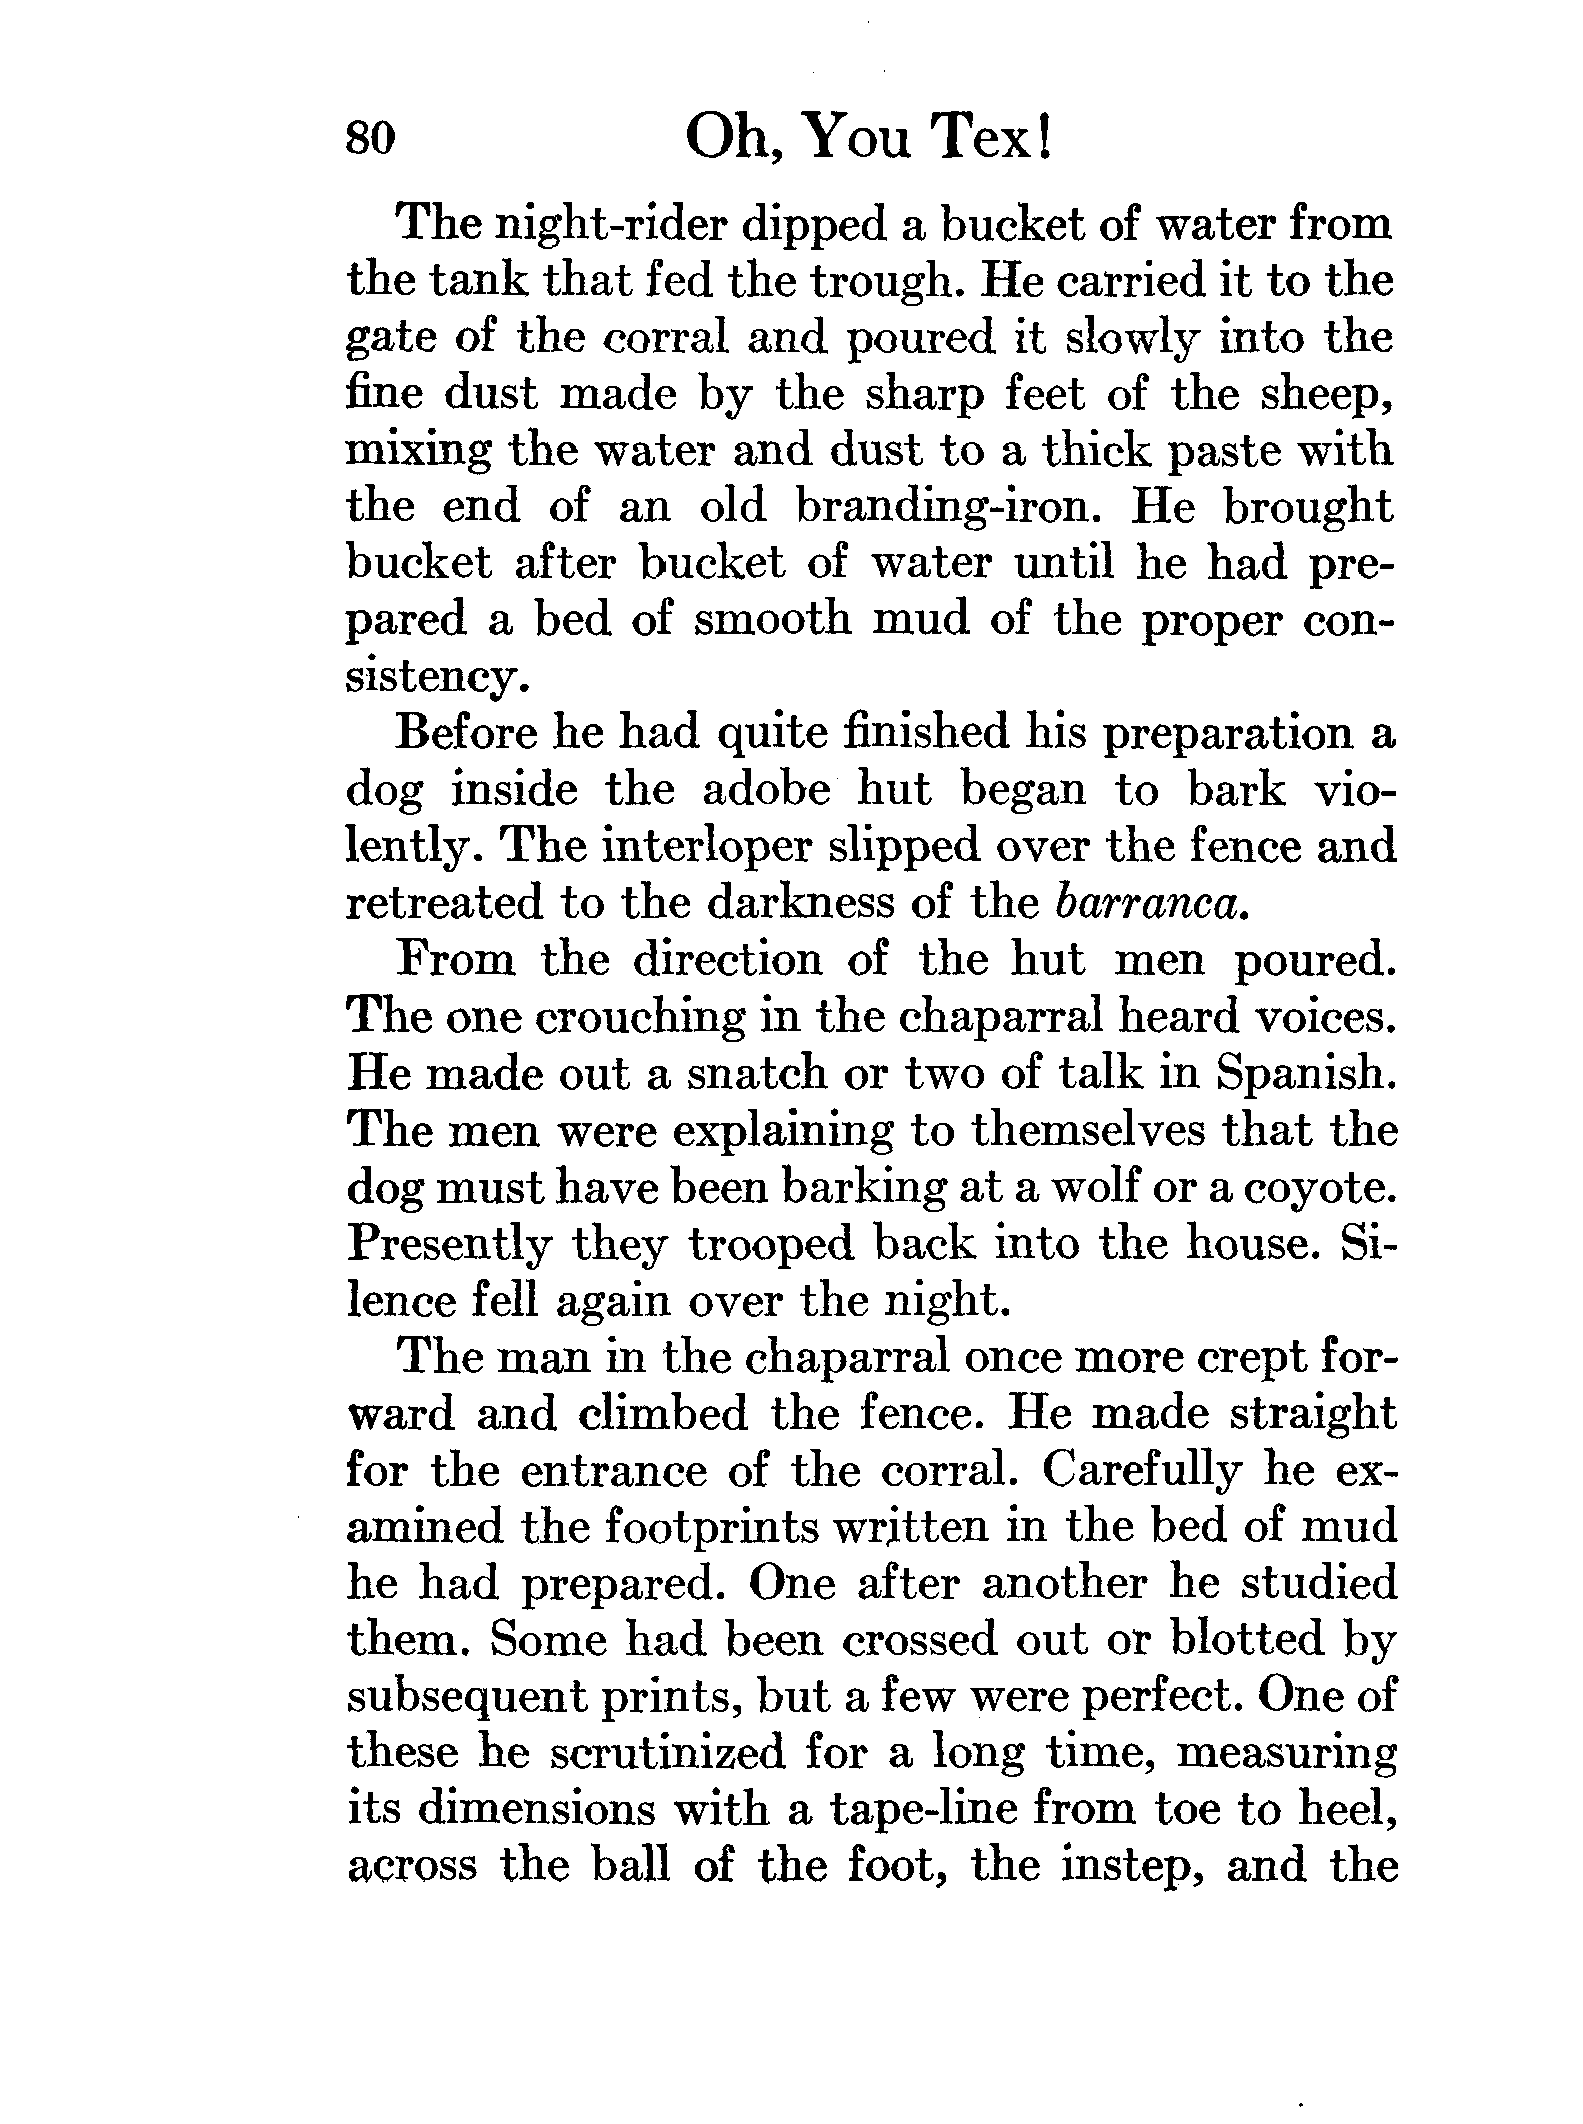 80 Oh, You Tex!
The night-rider dipped a bucket of water from
the tank that fed the trough. He carried it to the
gate of the corral and poured it slowly into the
fine dust made by the sharp feet of the sheep,
mixing the water and dust to a thick paste with
the end of an old branding-iron. He brought
bucket after bucket of water until he had pre-
pared a bed of smooth mud of the proper con-
sistency.
Before he had quite finished his preparation a
dog inside the adobe hut began to bark vio-
lently. The interloper slipped over the fence and
retreated to the darkness of the barranca.
From the direction of the hut men poured.
The one crouching in the chaparral heard voices.
He made out a snatch or two of talk in Spanish.
The men were explaining to themselves that the
dog must have been barking at a wolf or a coyote.
Presently they trooped back into the house. Si-
lence fell again over the night.
The man in the chaparral once more crept for-
ward and climbed the fence. He made straight
for the entrance of the corral. Carefully he ex-
amined the footprints written in the bed of mud
he had prepared. One after another he studied
them. Some had been crossed out or blotted by
subsequent prints, but a few were perfect. One of
these he scrutinized for a long time, measuring
its dimensions with a tape-line from toe to heel,
across the ball of the foot, the instep, and the